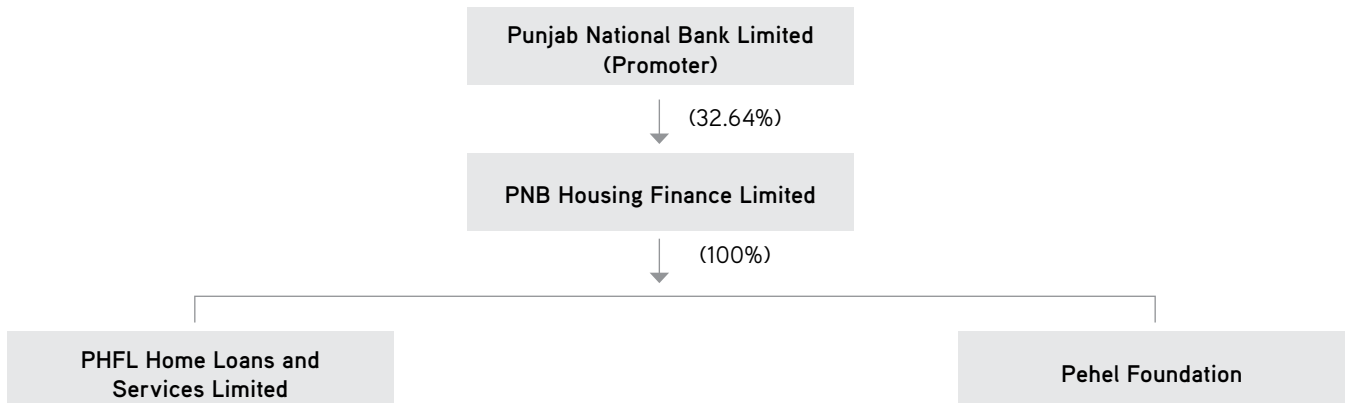 Punjab National Bank Limited
(Promoter)
(32.64%)
PNB Housing Finance Limited
(100%)
PHFL Home Loans and
Services Limited
Pehel Foundation